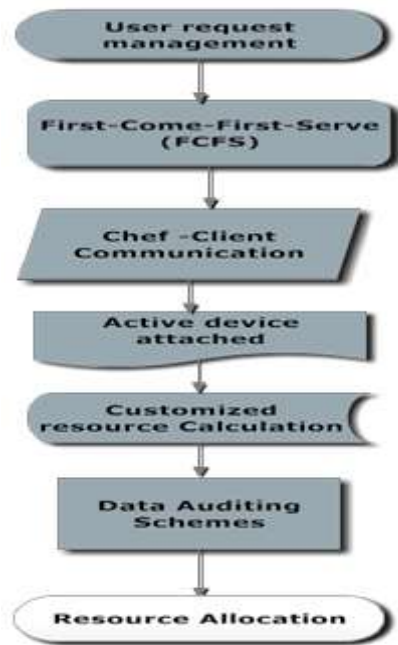 User request
management
First-Come-First-Serve
(FCFS)
Chef -Client
Communication
Active device
attached
Customized
resource Calculation
Data Auditing
Schemes
Resource Allocation